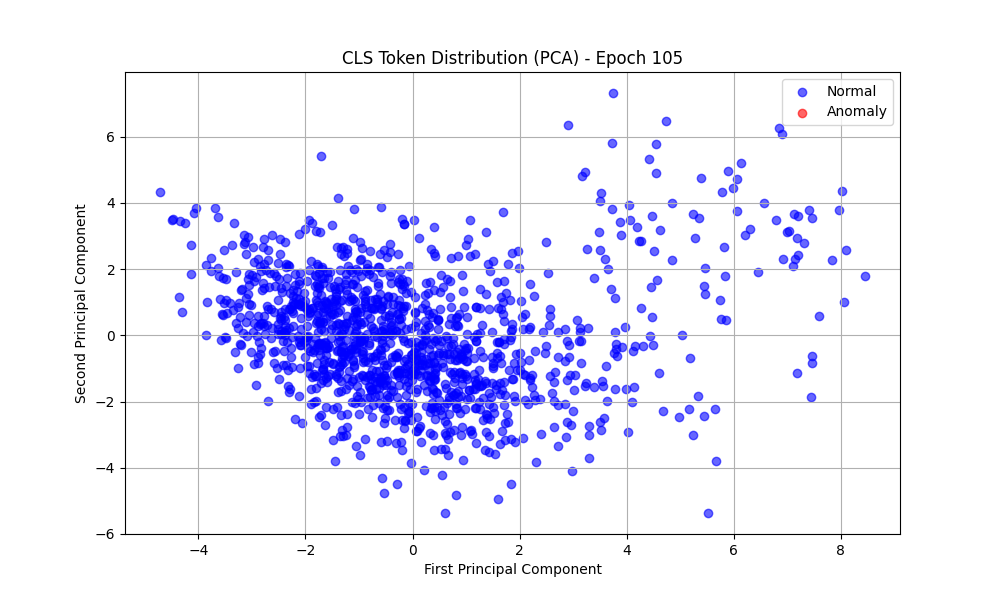 CLS Token Distribution (PCA) - Epoch 105
Normal
Anomaly
6
4
2
0
−2
−4
−6
Second Principal Component
−4 −2 0 2 4 6 8
First Principal Component